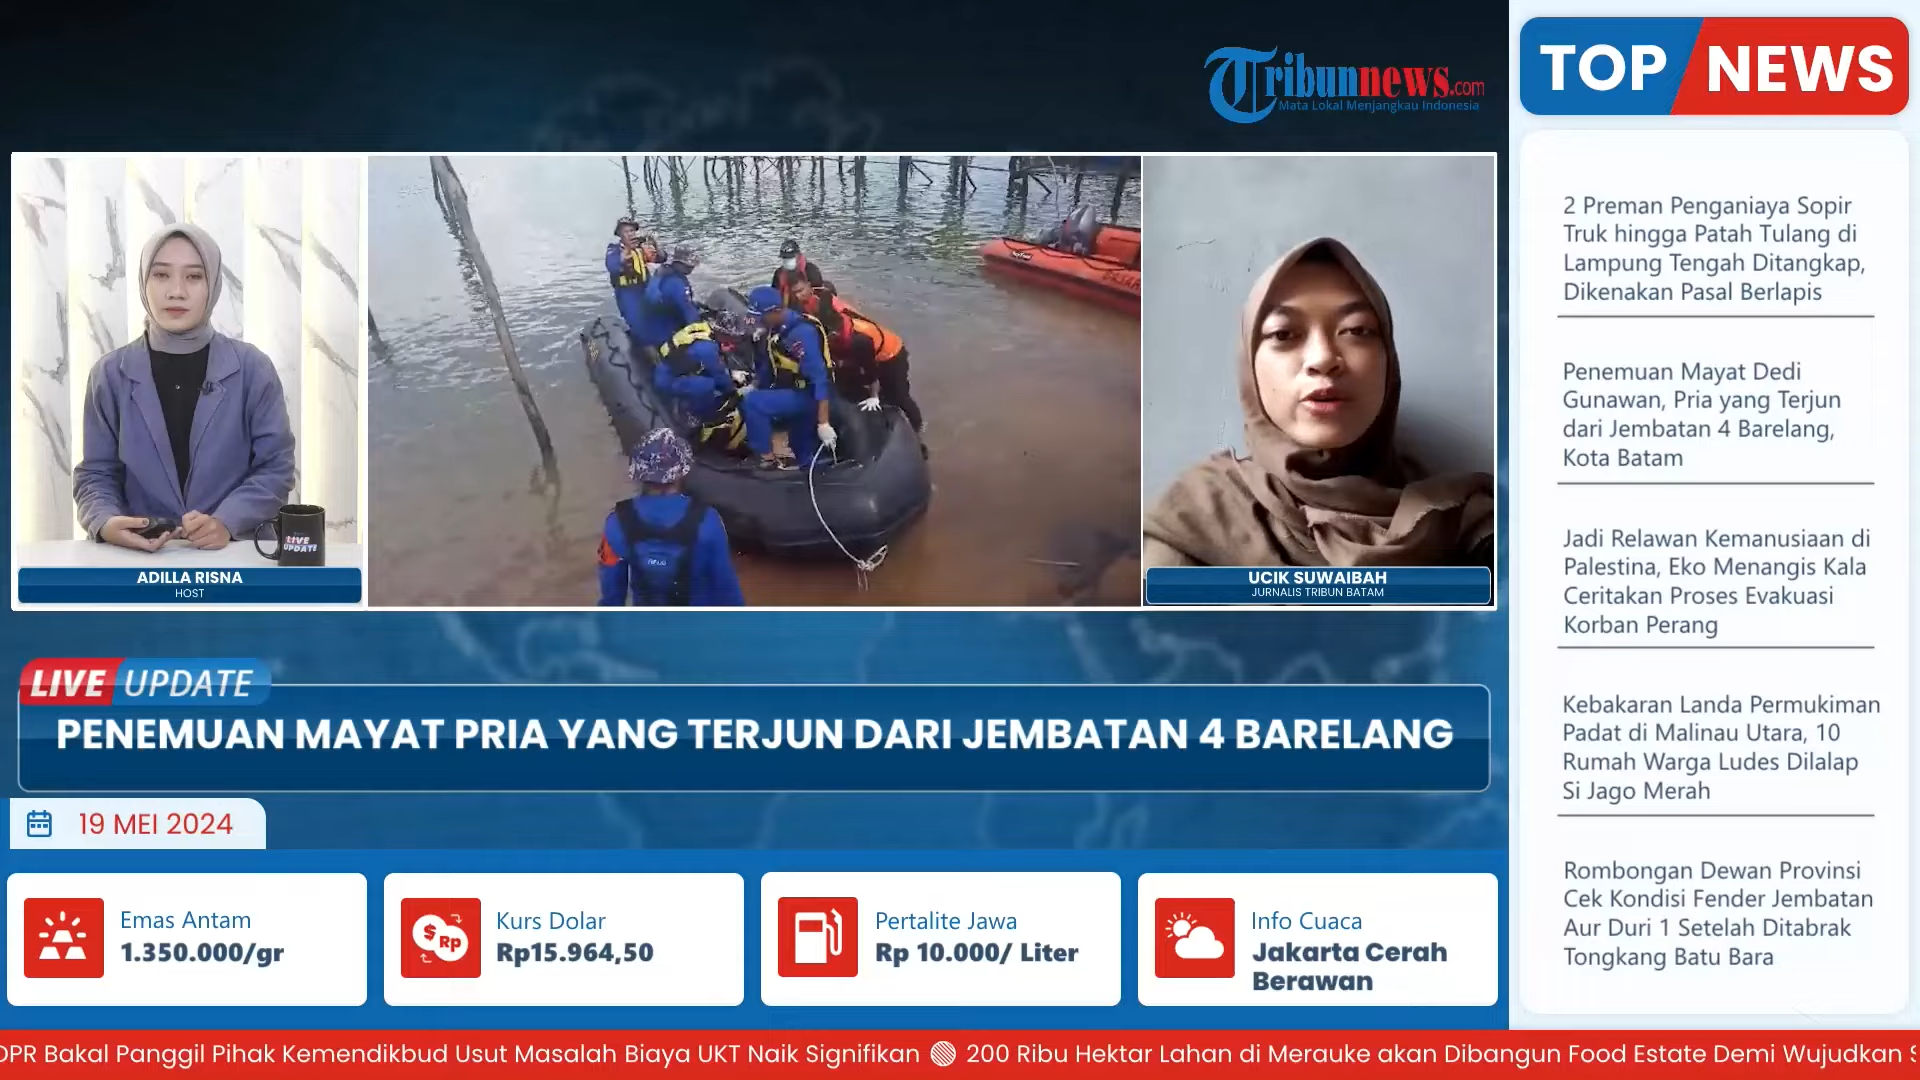 Tribunnews.com
Mata Lokal Menjangkau Indonesia
TOP NEWS
2 Preman Penganiaya Sopir
Truk hingga Patah Tulang di
Lampung Tengah Ditangkap,
Dikenakan Pasal Berlapis
Penemuan Mayat Dedi
Gunawan, Pria yang Terjun
dari Jembatan 4 Barelang,
Kota Batam
Jadi Relawan Kemanusiaan di
Palestina, Eko Menangis Kala
Ceritakan Proses Evakuasi
Korban Perang
Kebakaran Landa Permukiman
Padat di Malinau Utara, 10
Rumah Warga Ludes Dilalap
Si Jago Merah
Rombongan Dewan Provinsi
Cek Kondisi Fender Jembatan
Aur Duri 1 Setelah Ditabrak
Tongkang Batu Bara
LIVE
UPDATE
ADILLA RISNA
HOST
UCIK SUWAIBAH
JURNALIS TRIBUN BATAM
LIVE UPDATE
PENEMUAN MAYAT PRIA YANG TERJUN DARI JEMBATAN 4 BARELANG
19 MEI 2024
Emas Antam
1.350.000/gr
Kurs Dolar
Rp15.964,50
Pertalite Jawa
Rp 10.000/ Liter
Info Cuaca
Jakarta Cerah
Berawan
DPR Bakal Panggil Pihak Kemendikbud Usut Masalah Biaya UKT Naik Signifikan 200 Ribu Hektar Lahan di Merauke akan Dibangun Food Estate Demi Wujudkan